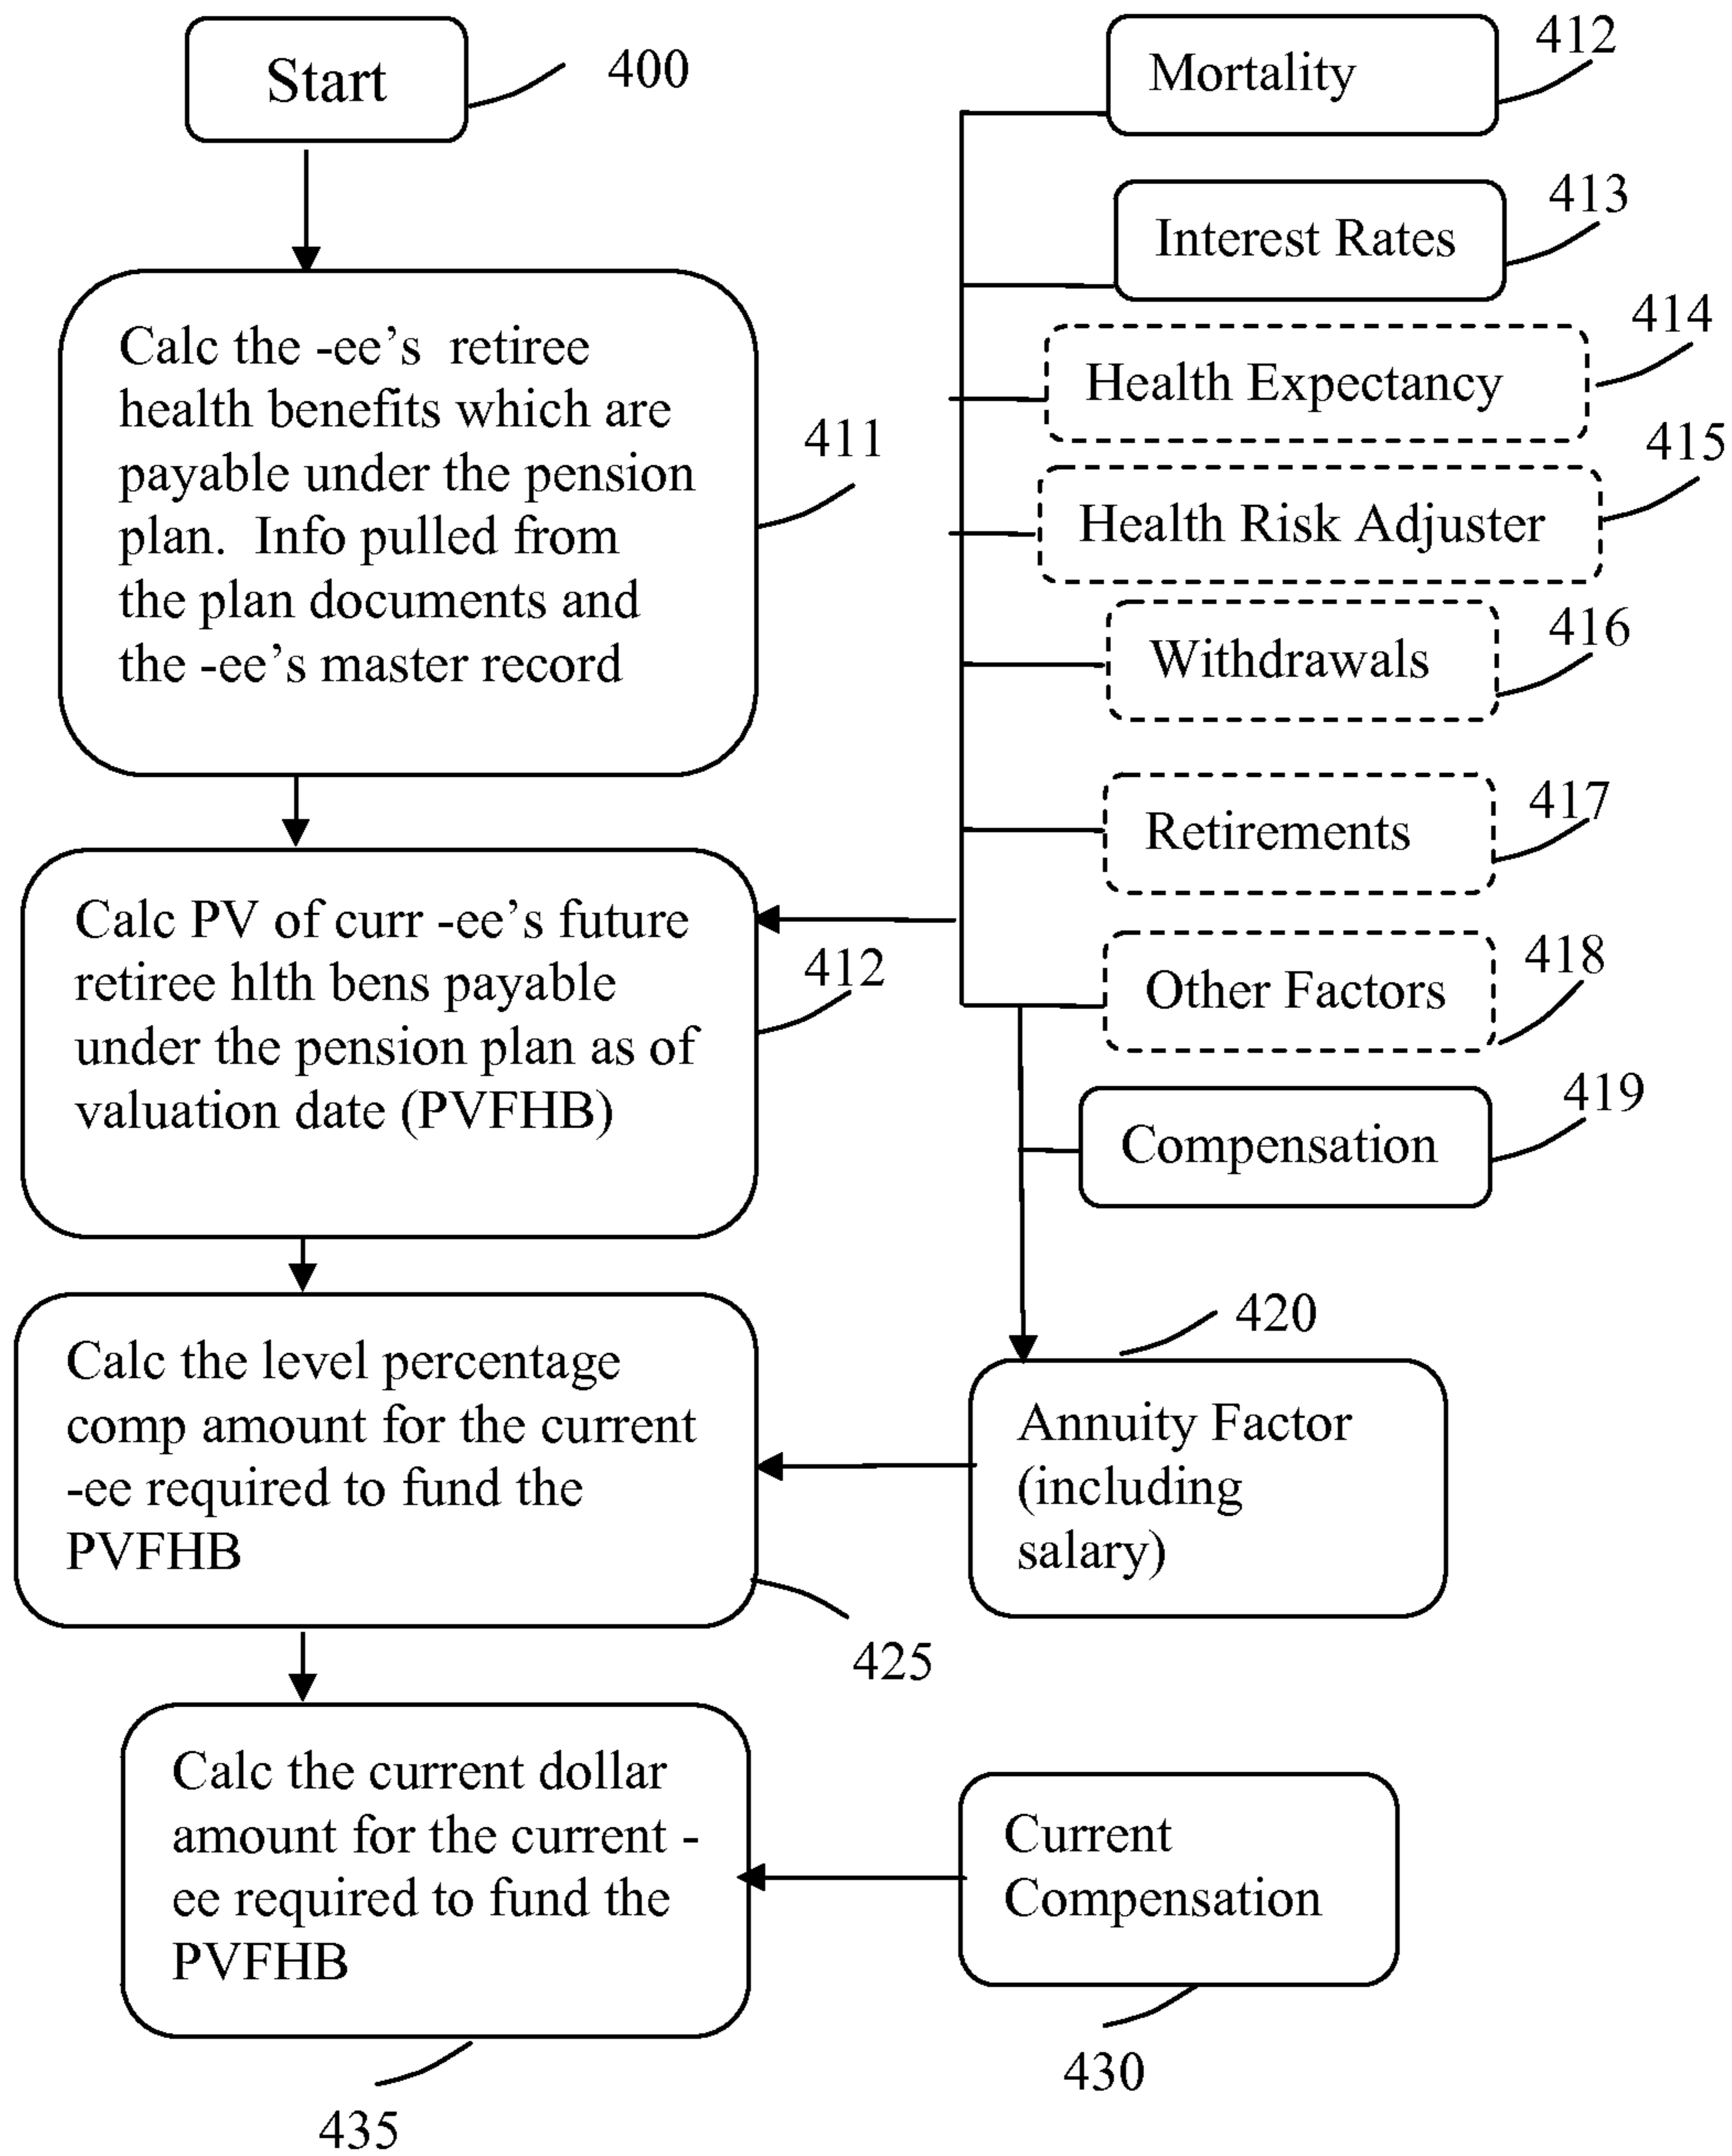 Start
400
Calc the -ee’s retiree
health benefits which are
payable under the pension
plan. Info pulled from
the plan documents and
the -ee’s master record
411
Calc PV of curr -ee’s future
retiree hlth bens payable
under the pension plan as of
valuation date (PVFHB)
412
Calc the level percentage
comp amount for the current
-ee required to fund the
PVFHB
425
Calc the current dollar
amount for the current -
ee required to fund the
PVFHB
435
Mortality
412
Interest Rates
413
Health Expectancy
414
Health Risk Adjuster
415
Withdrawals
416
Retirements
417
Other Factors
418
Compensation
419
420
Annuity Factor
(including
salary)
Current
Compensation
430